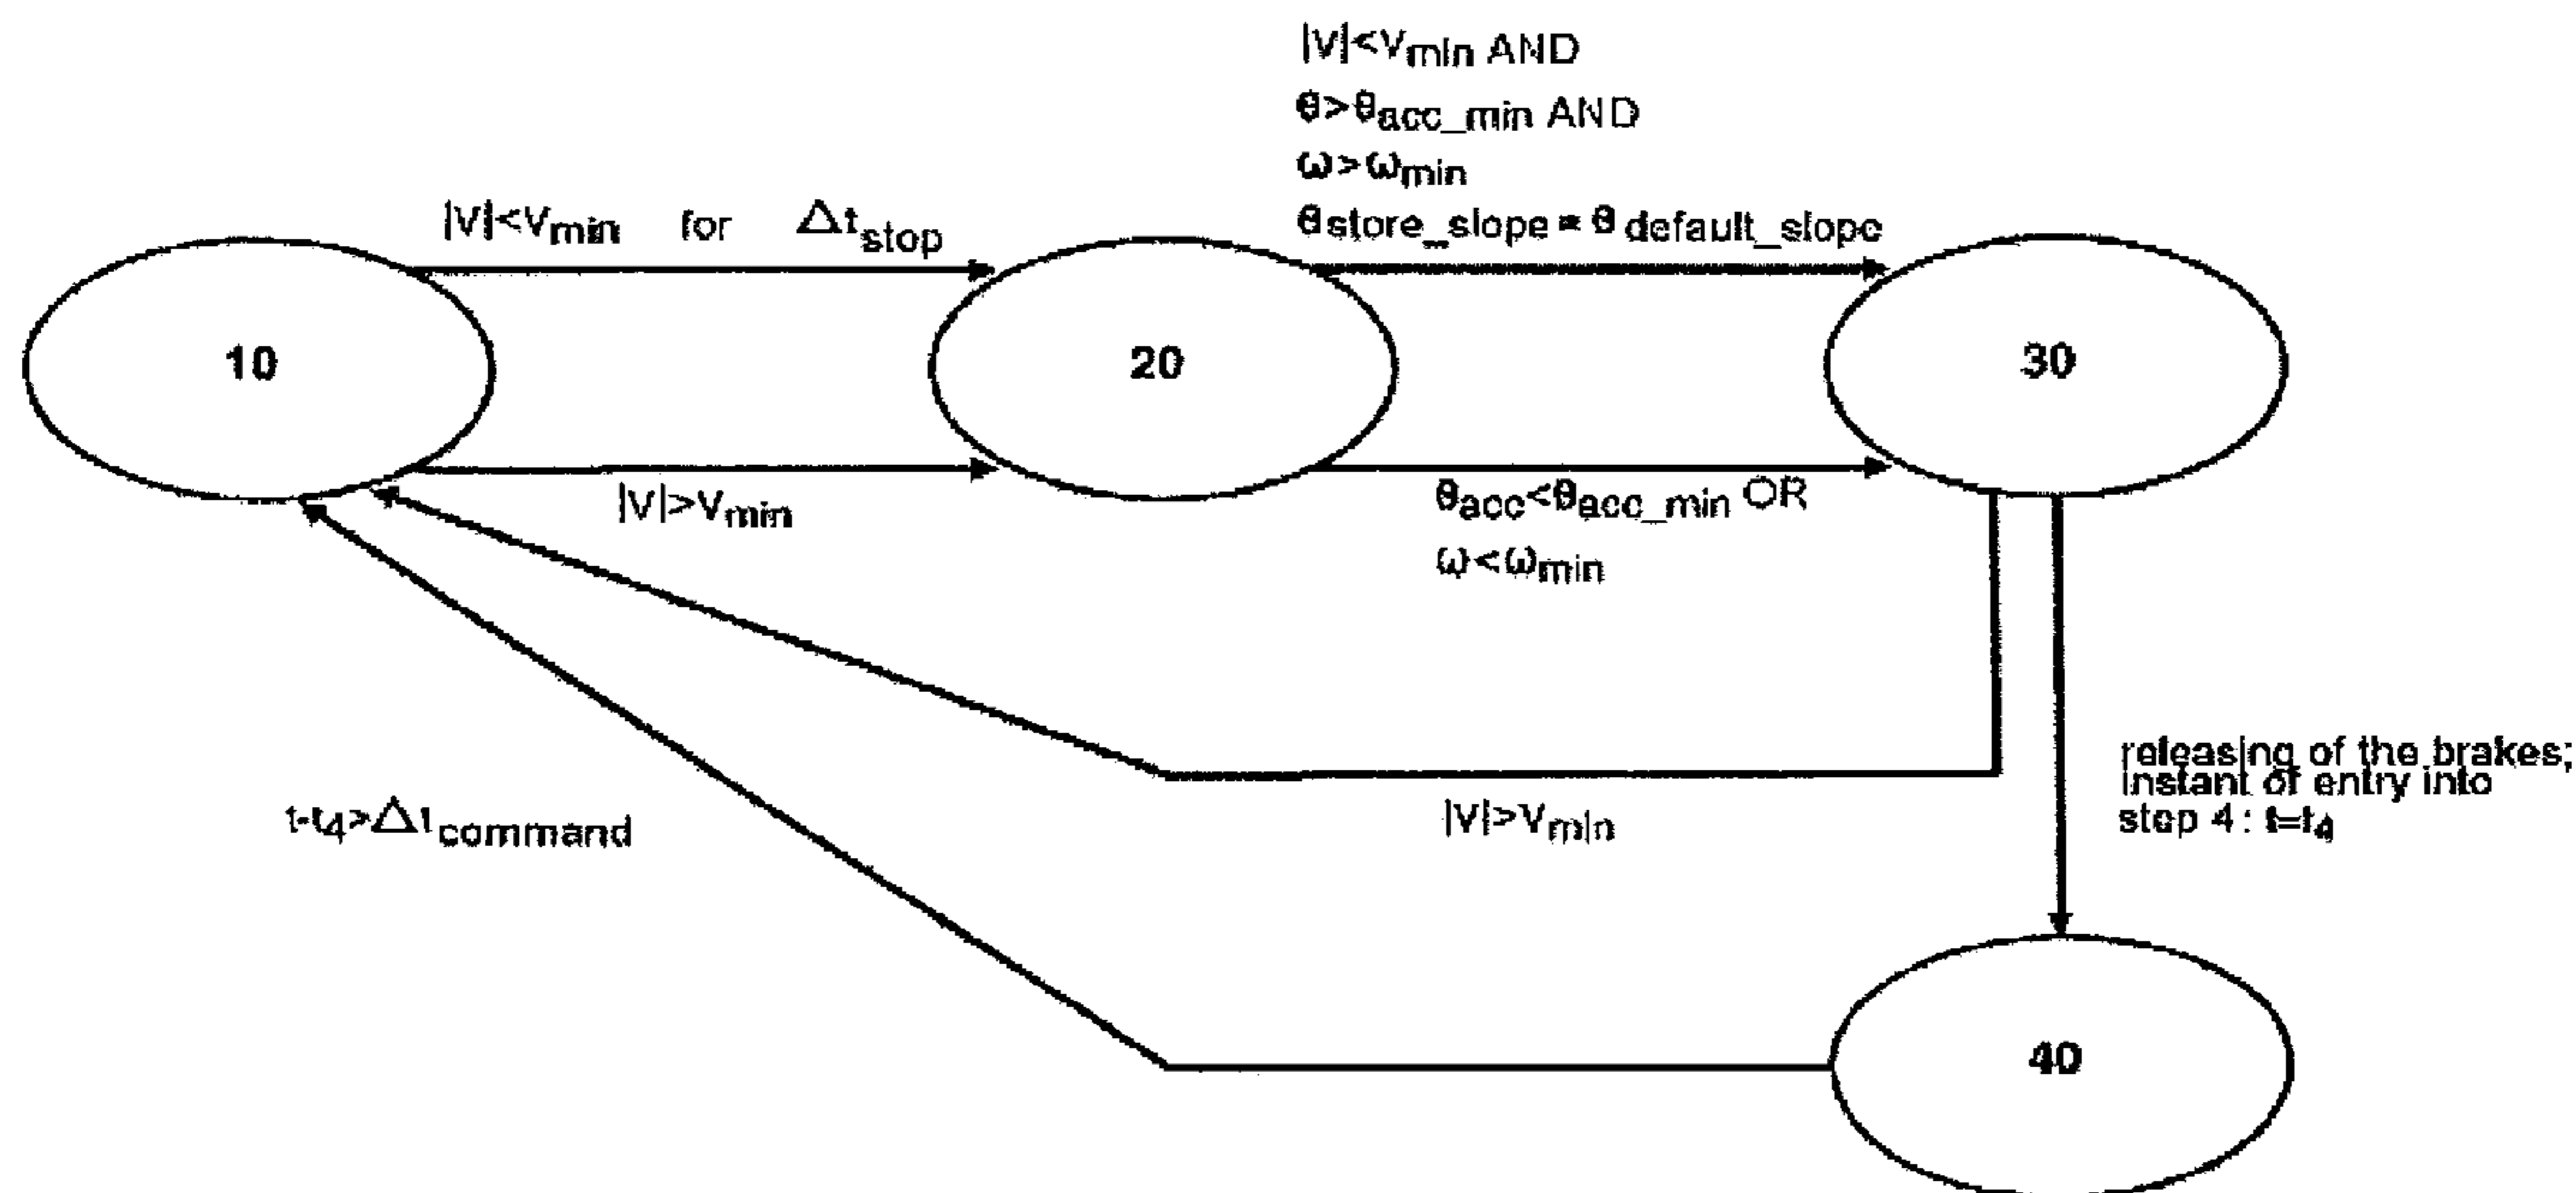 |V|<Vmin AND
θ>θacc_min AND
ω>ωmin
θstore_slope = θdefault_slope
|V|<Vmin for Δtstop
10
20
30
|V|>Vmin
θacc<θacc_min OR
ω<ωmin
releasing of the brakes;
instant of entry into
step 4: t=t4
t-t4>Δtcommand
|V|>Vmin
40